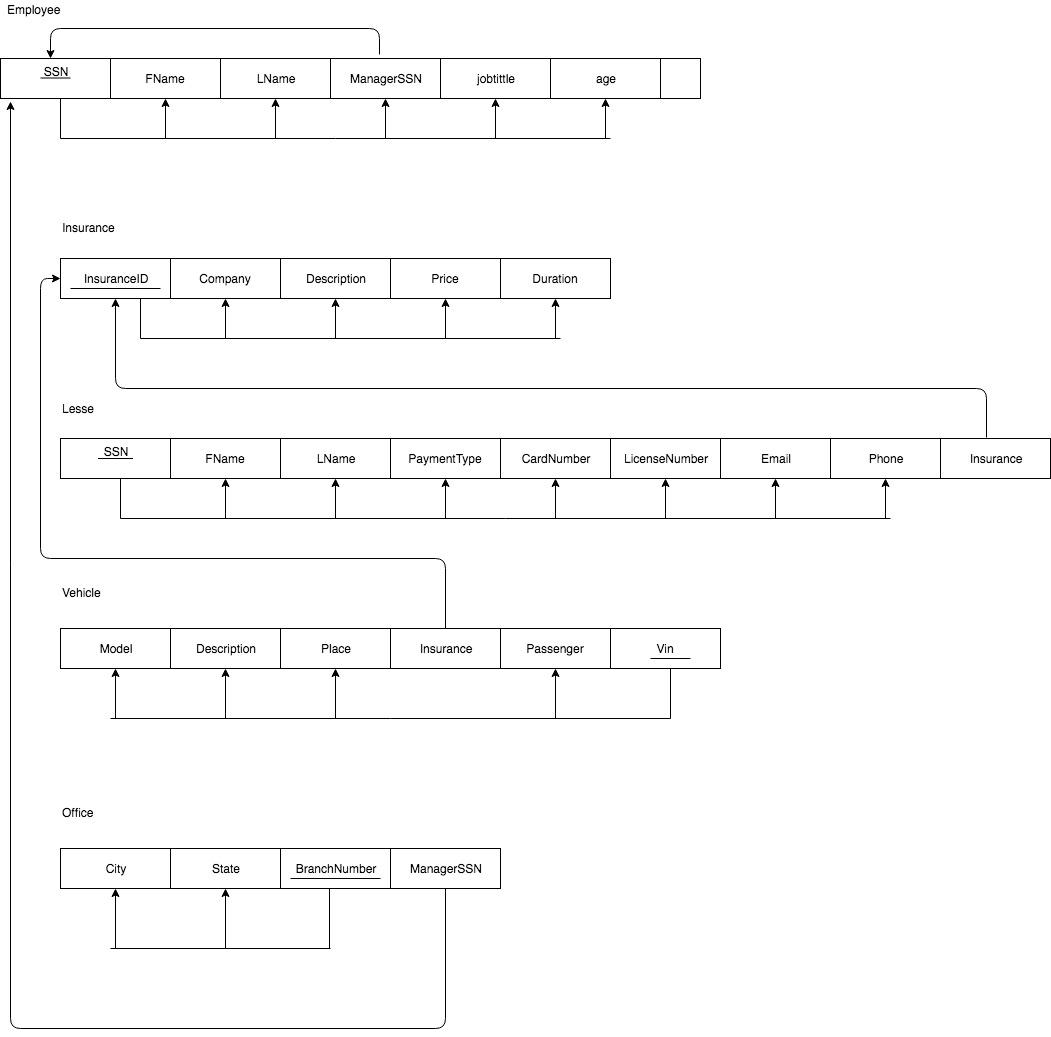 Employee
SSN FName LName ManagerSSN jobtittle age
Insurance
InsuranceID Company Description Price Duration
Lesse
SSN FName LName PaymentType CardNumber LicenseNumber Email Phone Insurance
Vehicle
Model Description Place Insurance Passenger Vin
Office
City State BranchNumber ManagerSSN